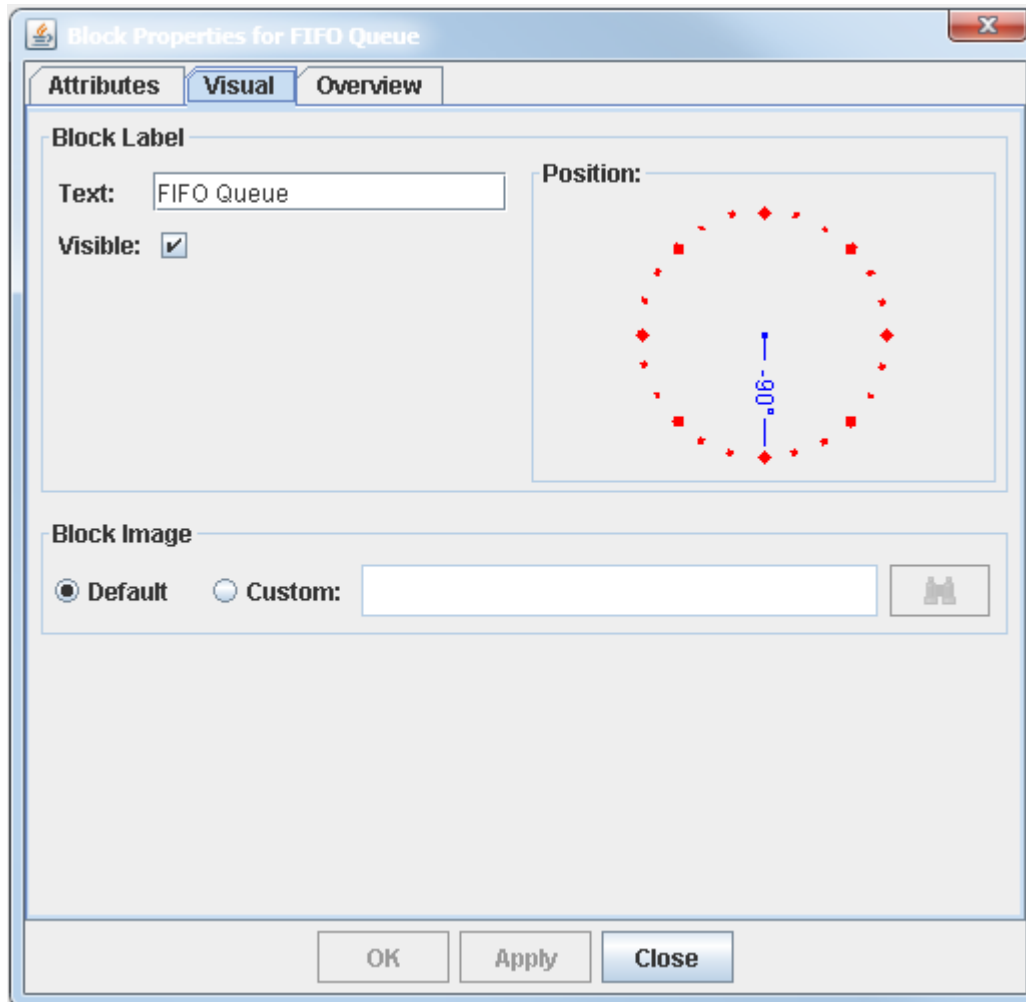 Block Properties for FIFO Queue
Attributes Visual Overview
Block Label
Text: FIFO Queue
Visible:
Position:
-90°
Block Image
Default Custom:
OK Apply Close